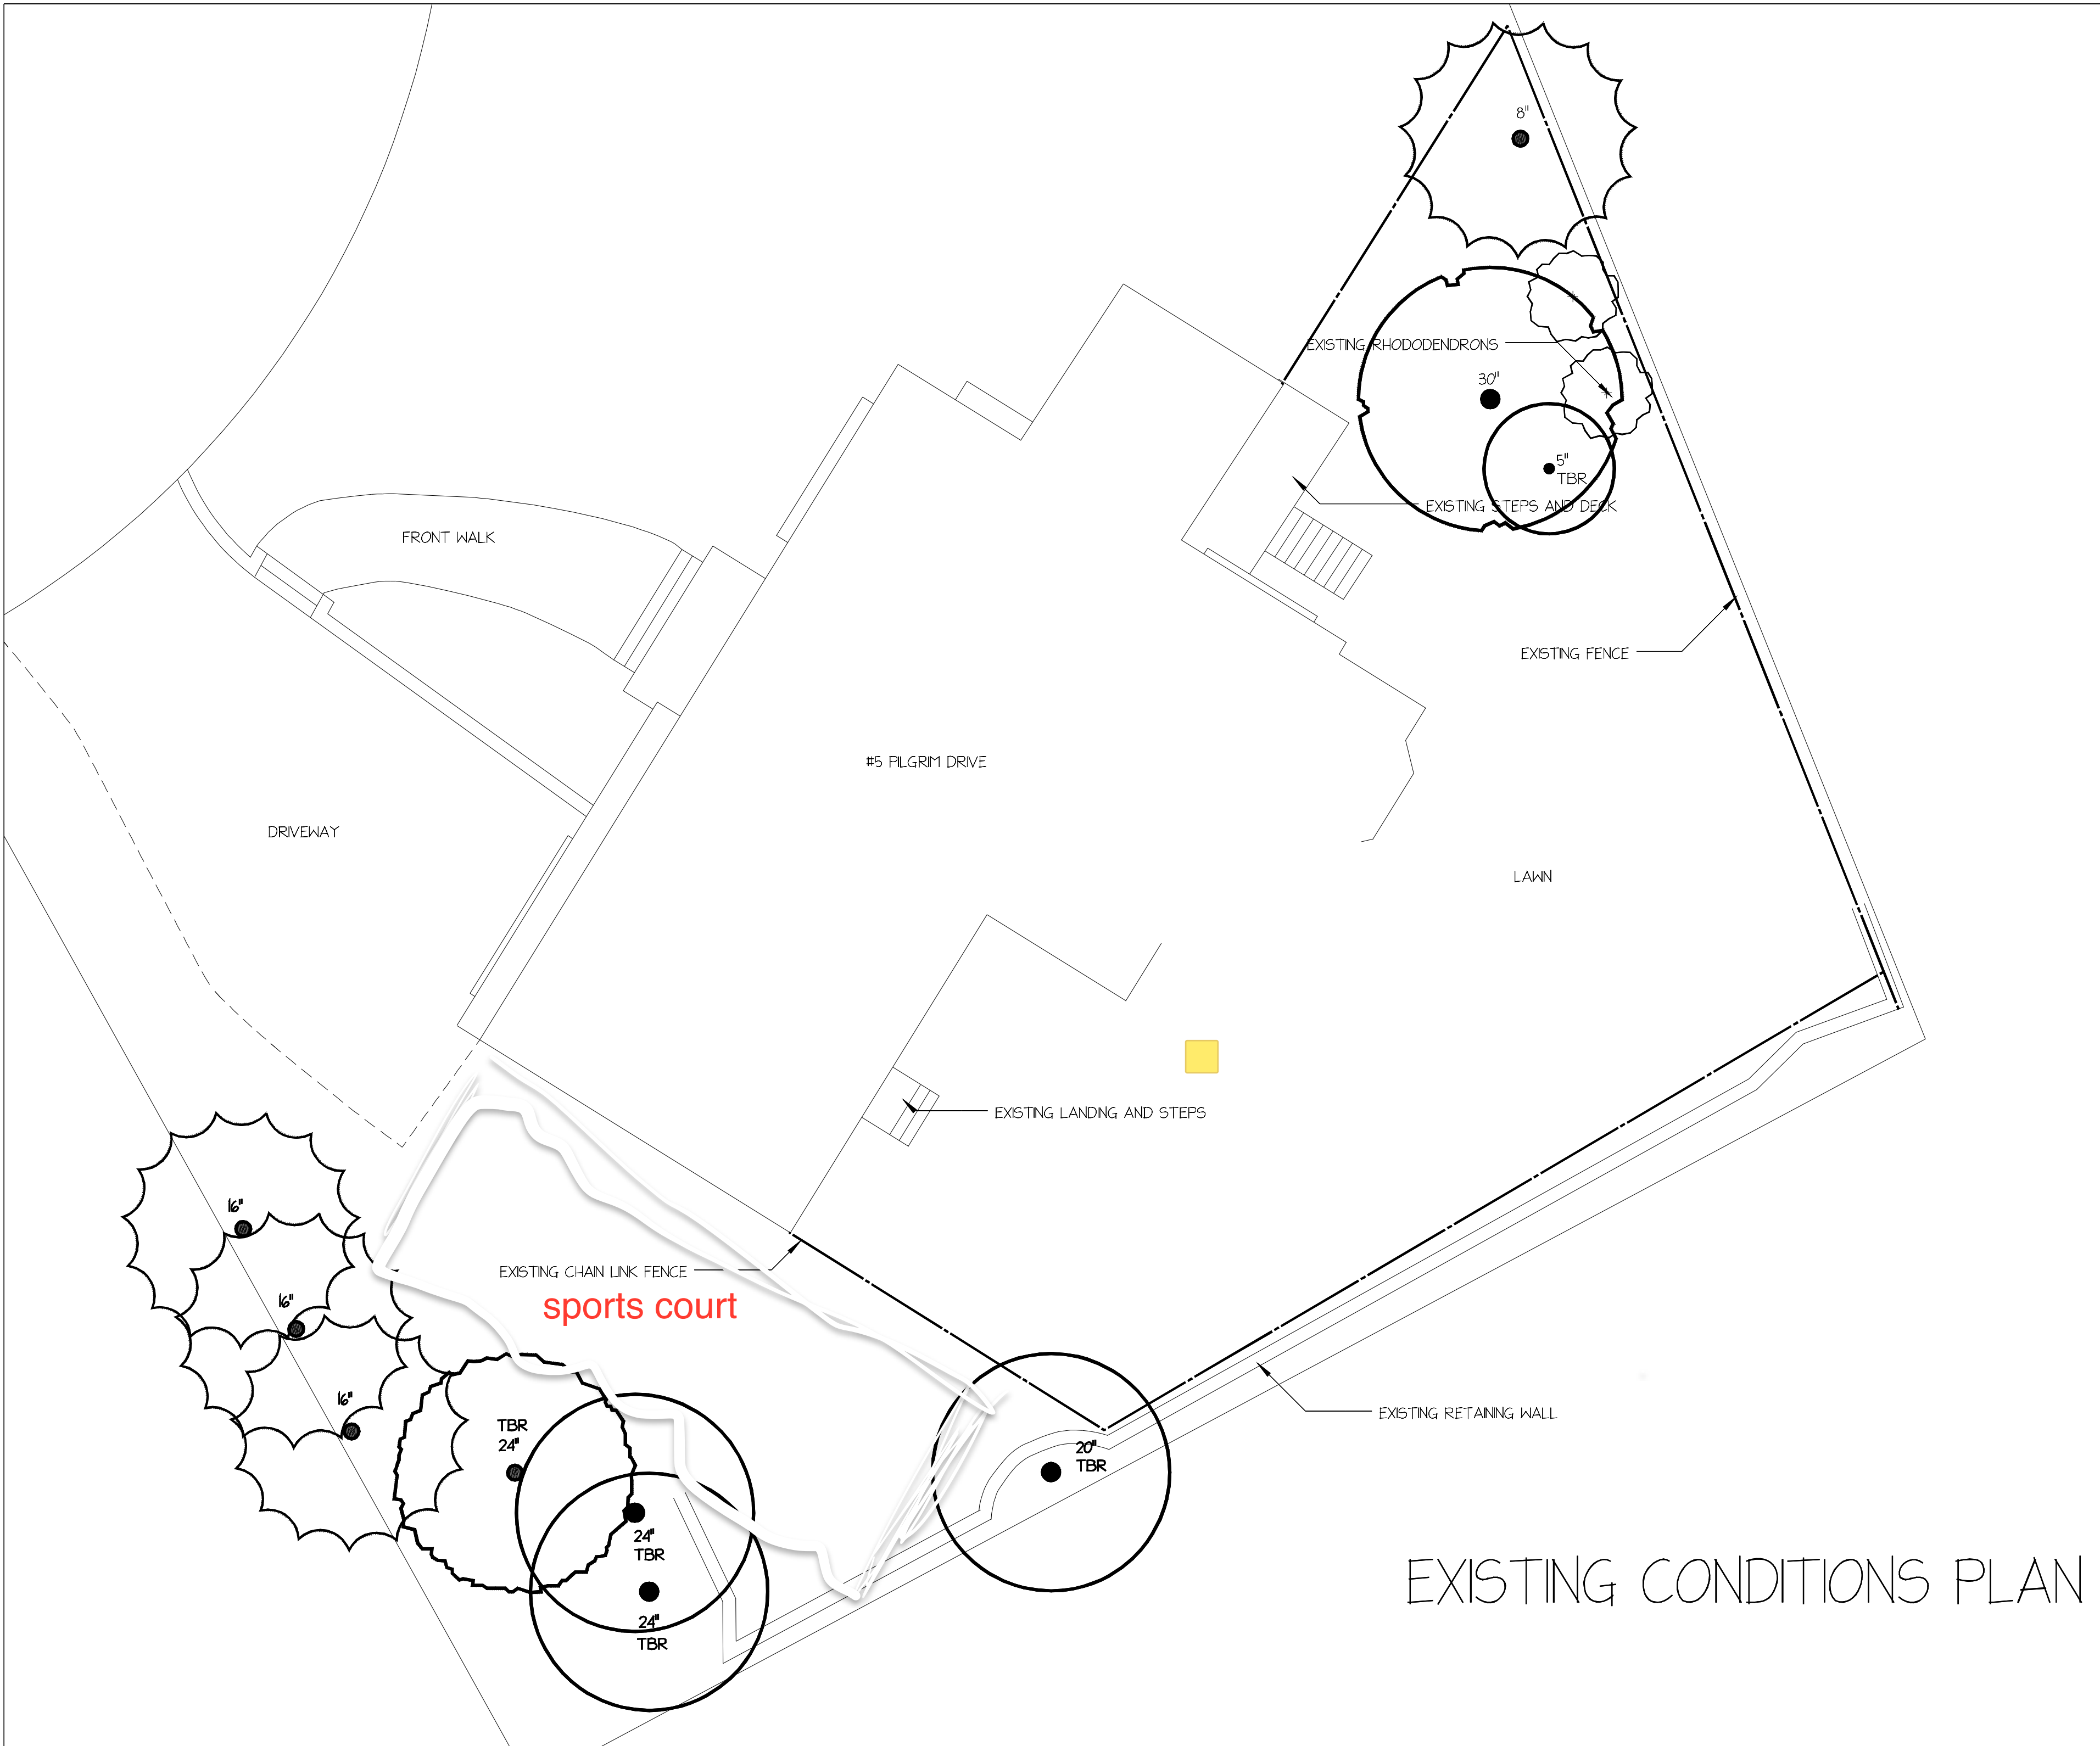 8"
EXISTING RHODODENDRONS
30"
5"
TBR
EXISTING STEPS AND DECK
FRONT WALK
EXISTING FENCE
#5 PILGRIM DRIVE
DRIVEWAY
LAWN
EXISTING LANDING AND STEPS
16"
EXISTING CHAIN LINK FENCE
sports court
16"
16"
TBR
24"
EXISTING RETAINING WALL
20"
TBR
24"
TBR
24"
TBR
EXISTING CONDITIONS PLAN